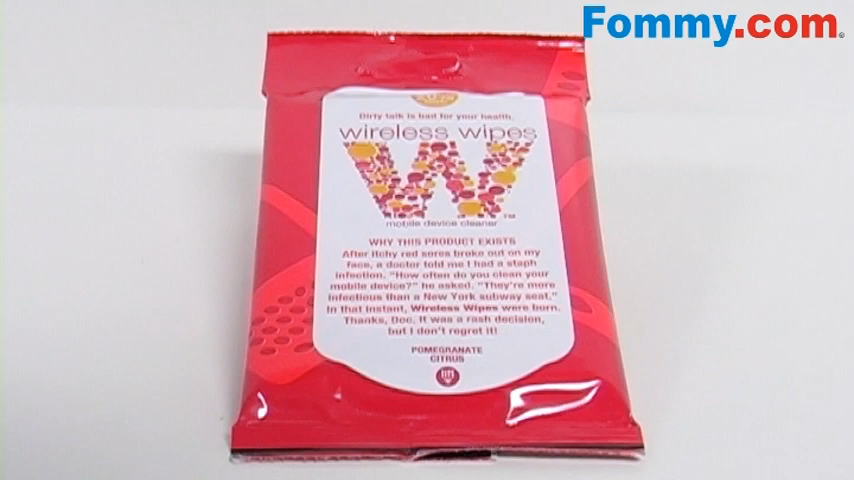 Fommy.com®
Dirty talk is bad for your health.
wireless wipes
W™
mobile device cleaner
WHY THIS PRODUCT EXISTS
After itchy red sores broke out on my
face, a doctor told me I had a staph
infection. "How often do you clean your
mobile device?" he asked. "They're more
infectious than a New York subway seat."
In that instant, Wireless Wipes were born.
Thanks, Doc. It was a rash decision,
but I don't regret it!
POMEGRANATE
CITRUS